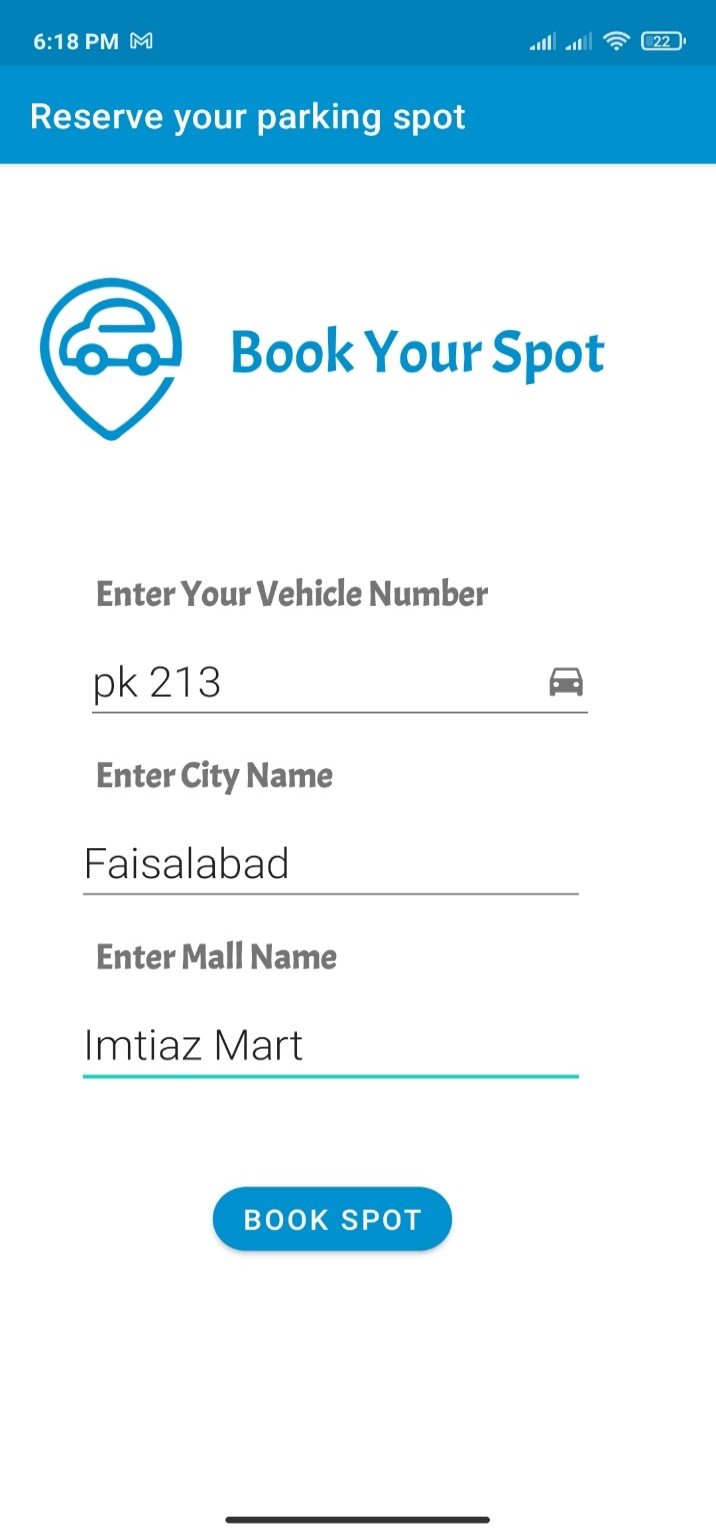 6:18 PM
22
Reserve your parking spot
Book Your Spot
Enter Your Vehicle Number
pk 213
Enter City Name
Faisalabad
Enter Mall Name
Imtiaz Mart
BOOK SPOT